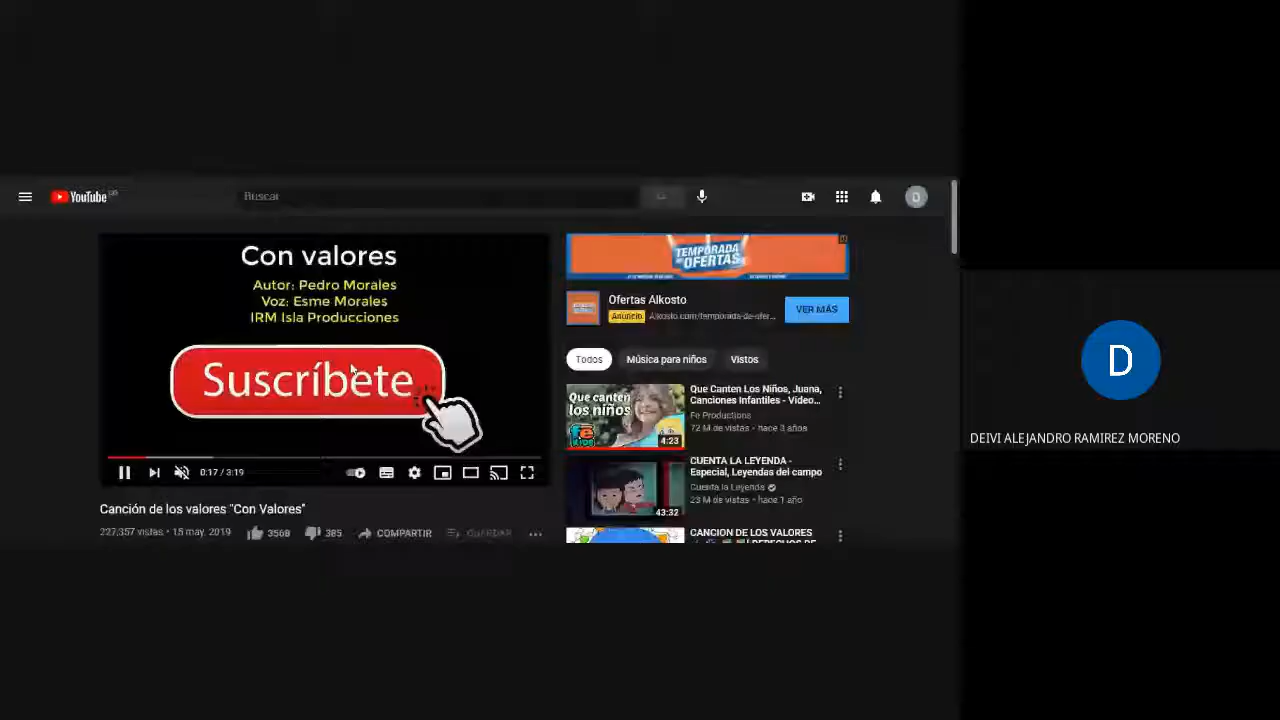 YouTube
Buscar
D
Con valores
Autor: Pedro Morales
Voz: Esme Morales
IRM Isla Producciones
Suscríbete
0:17 / 3:19
Canción de los valores "Con Valores"
227,357 vistas • 15 may. 2019
3568
385
COMPARTIR
GUARDAR
TEMPORADA
OFERTAS
Ofertas Alkosto
Anuncio
VER MÁS
Todos
Música para niños
Vistos
Que canten
los niños
fe
4:23
Que Canten Los Niños, Juana,
Canciones Infantiles - Video...
Fe Productions
72 M de vistas • hace 3 años
43:32
CUENTA LA LEYENDA -
Especial, Leyendas del campo
Cuenta la Leyenda
23 M de vistas • hace 1 año
CANCION DE LOS VALORES
D
DEIVI ALEJANDRO RAMIREZ MORENO